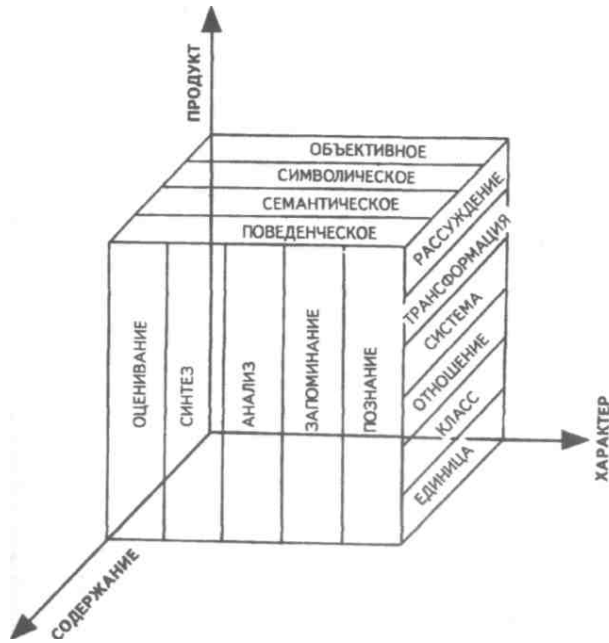 ПРОДУКТ
ОБЪЕКТИВНОЕ
СИМВОЛИЧЕСКОЕ
СЕМАНТИЧЕСКОЕ
ПОВЕДЕНЧЕСКОЕ
РАССУЖДЕНИЕ
ТРАНСФОРМАЦИЯ
СИСТЕМА
ОТНОШЕНИЕ
КЛАСС
ЕДИНИЦА
ОЦЕНИВАНИЕ
СИНТЕЗ
АНАЛИЗ
ЗАПОМИНАНИЕ
ПОЗНАНИЕ
ХАРАКТЕР
СОДЕРЖАНИЕ